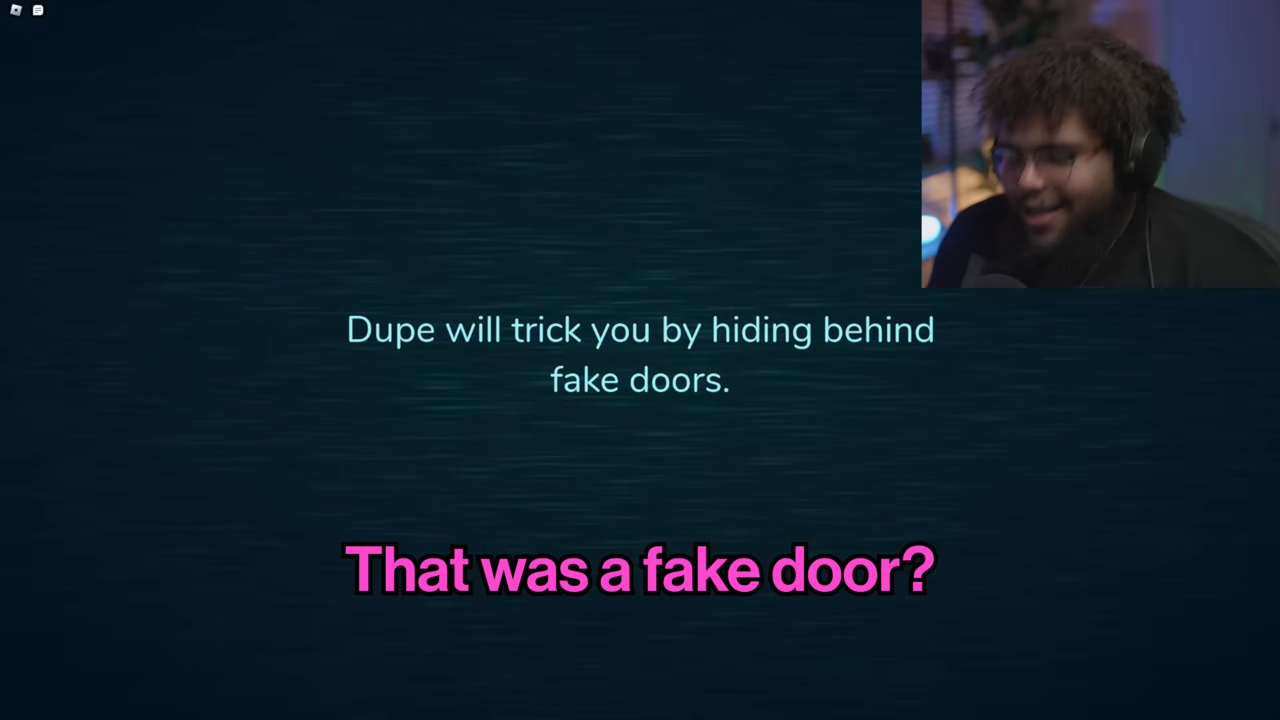 Dupe will trick you by hiding behind
fake doors.
That was a fake door?